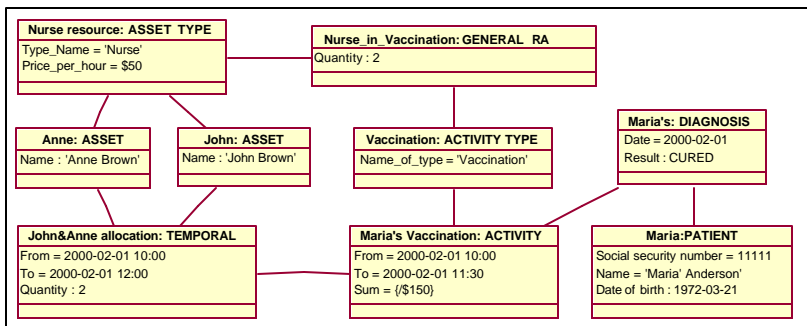 Nurse resource: ASSET TYPE
Type_Name = 'Nurse'
Price_per_hour = $50
Nurse_in_Vaccination: GENERAL RA
Quantity : 2
Anne: ASSET
Name : 'Anne Brown'
John: ASSET
Name : 'John Brown'
Vaccination: ACTIVITY TYPE
Name_of_type = 'Vaccination'
Maria's: DIAGNOSIS
Date = 2000-02-01
Result : CURED
John&Anne allocation: TEMPORAL
From = 2000-02-01 10:00
To = 2000-02-01 12:00
Quantity : 2
Maria's Vaccination: ACTIVITY
From = 2000-02-01 10:00
To = 2000-02-01 11:30
Sum = {/$150}
Maria:PATIENT
Social security number = 11111
Name = 'Maria' Anderson'
Date of birth : 1972-03-21